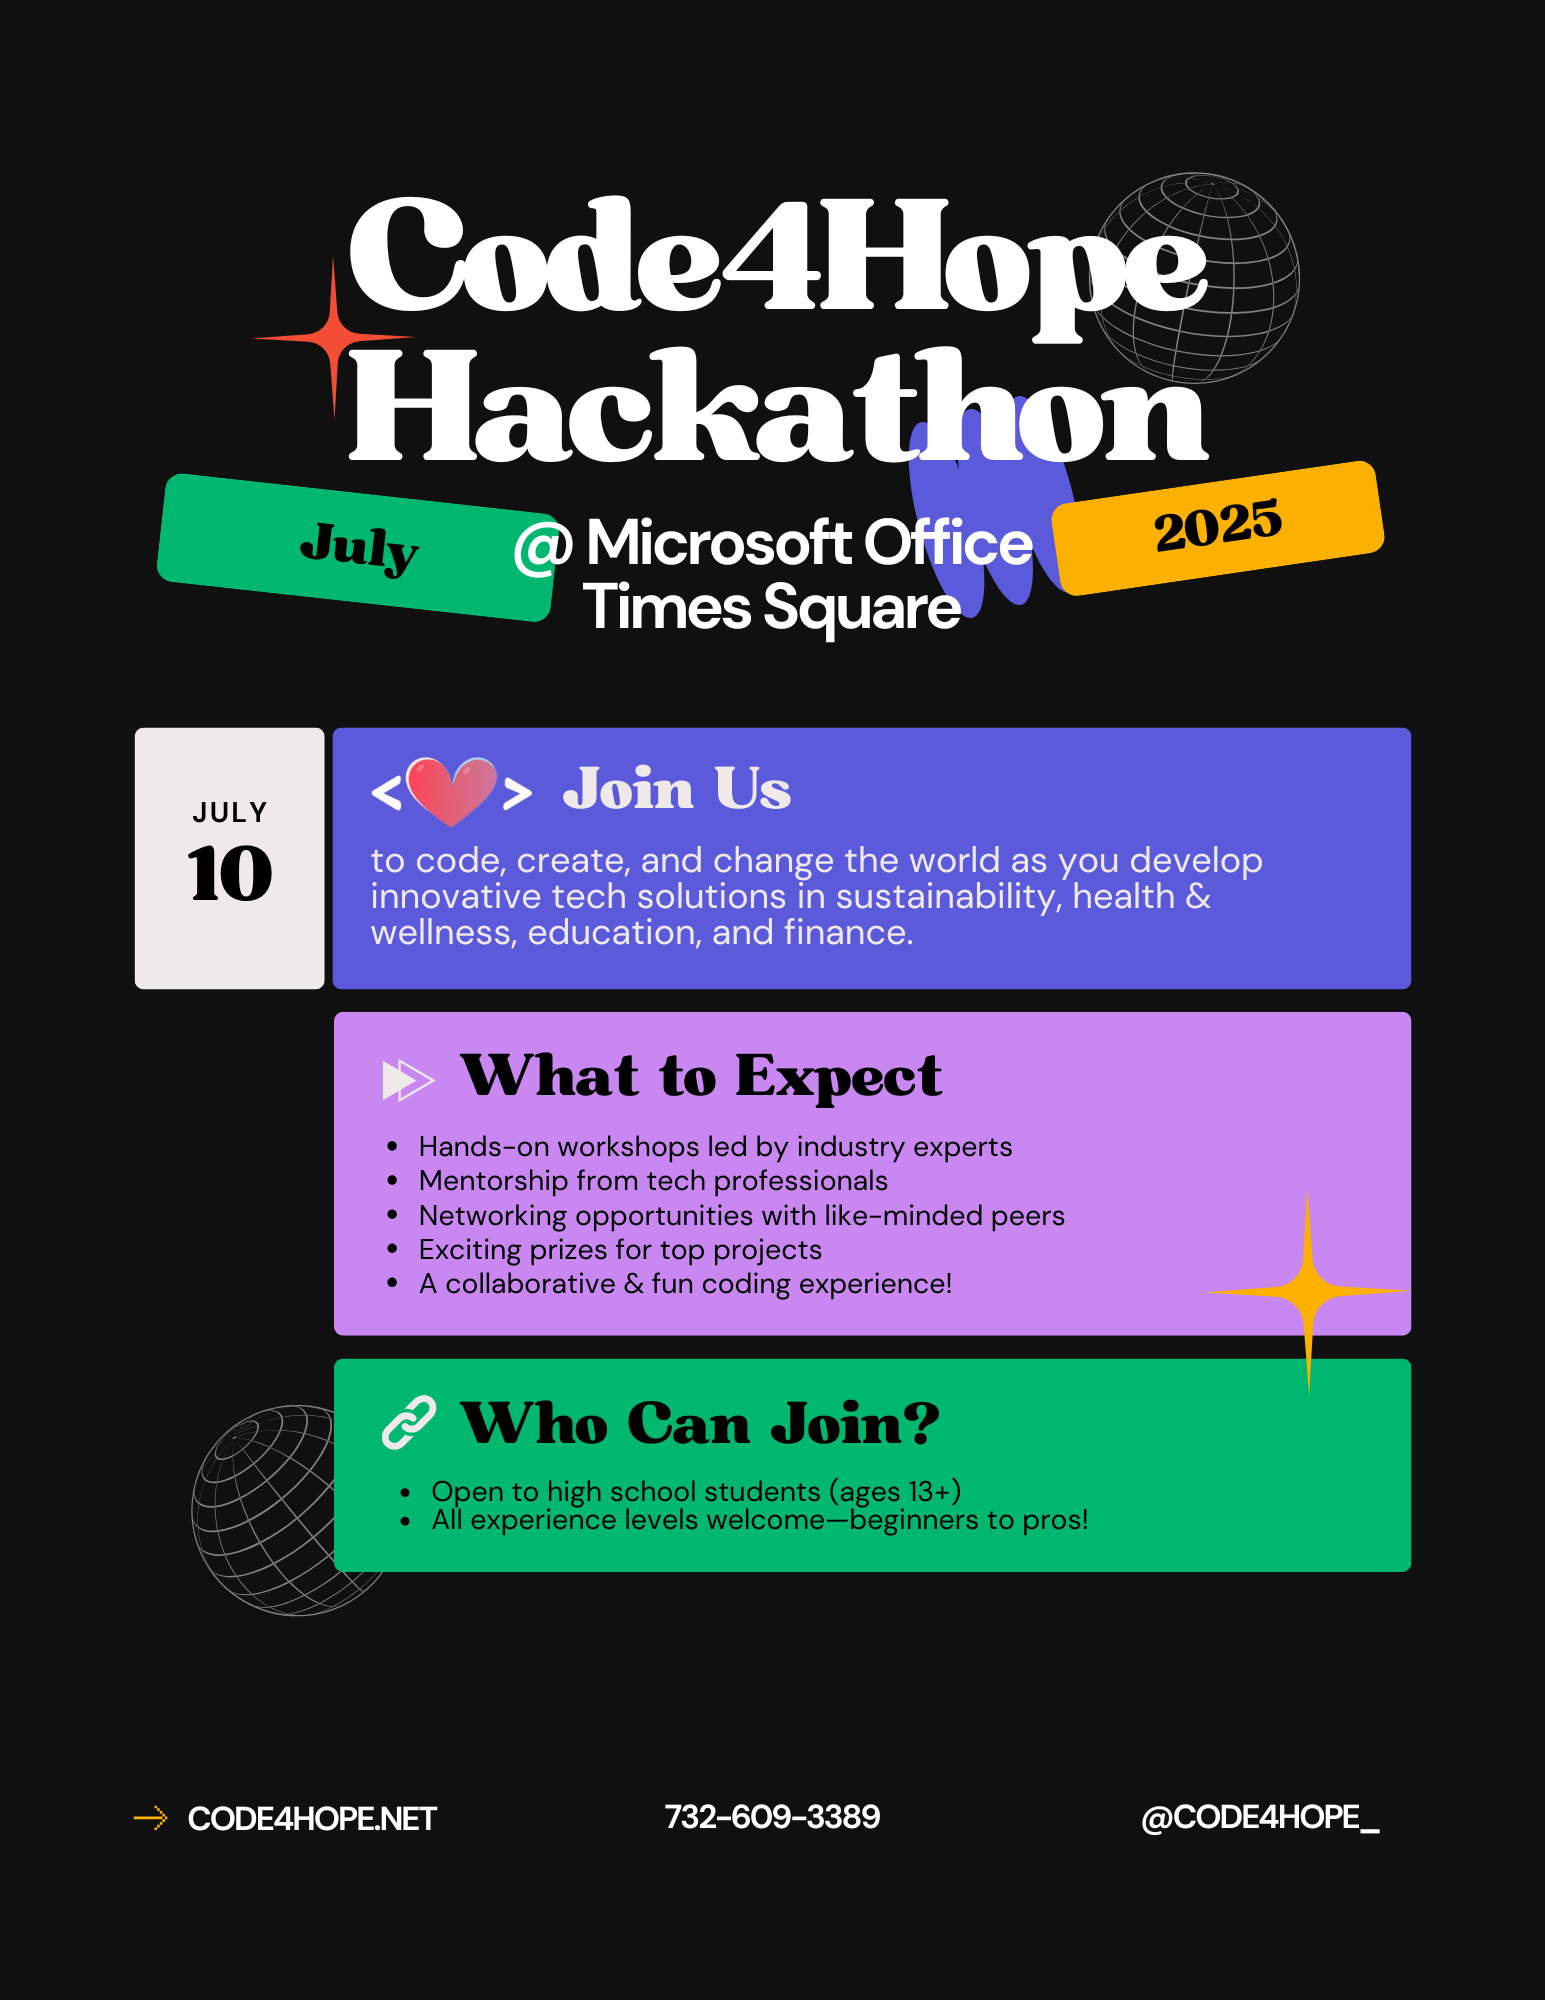 Code4Hope
Hackathon
July
@ Microsoft Office
Times Square
2025
JULY
10
< > Join Us
to code, create, and change the world as you develop
innovative tech solutions in sustainability, health &
wellness, education, and finance.
What to Expect
• Hands-on workshops led by industry experts
• Mentorship from tech professionals
• Networking opportunities with like-minded peers
• Exciting prizes for top projects
• A collaborative & fun coding experience!
Who Can Join?
• Open to high school students (ages 13+)
• All experience levels welcome—beginners to pros!
CODE4HOPE.NET
732-609-3389
@CODE4HOPE_